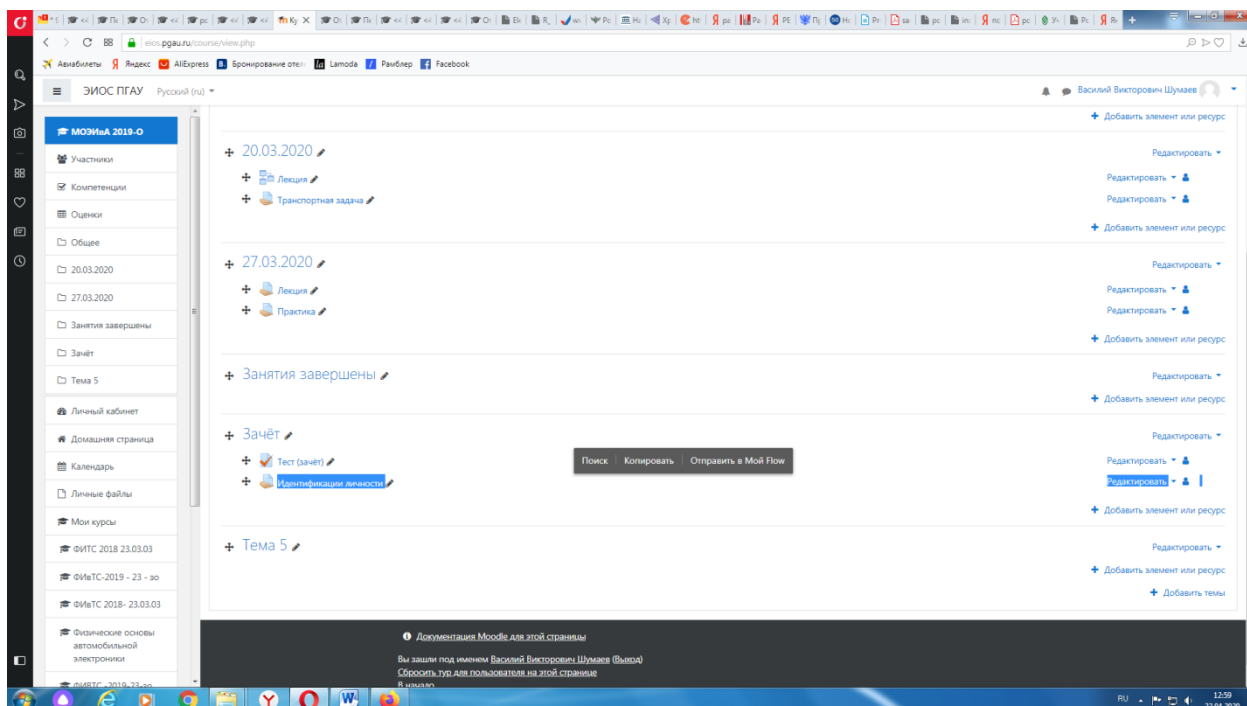 eios.pgau.ru/course/view.php
Авиабилеты Яндекс AliExpress Бронирование отел Lamoda Рамблер Facebook
ЭИОС ПГАУ Русский (ru) Василий Викторович Шумаев
Добавить элемент или ресурс
МОЭИвА 2019-О
Участники
Компетенции
Оценки
Общее
20.03.2020
27.03.2020
Занятия завершены
Зачёт
Тема 5
Личный кабинет
Домашняя страница
Календарь
Личные файлы
Мои курсы
ФИТС 2018 23.03.03
ФИвТС-2019 - 23 - зо
ФИвТС 2018- 23.03.03
Физические основы
автомобильной
электроники
20.03.2020 Редактировать
Лекция Редактировать
Транспортная задача Редактировать
Добавить элемент или ресурс
27.03.2020 Редактировать
Лекция Редактировать
Практика Редактировать
Добавить элемент или ресурс
Занятия завершены Редактировать
Добавить элемент или ресурс
Зачёт Редактировать
Поиск Копировать Отправить в Мой Flow
Тест (зачёт) Редактировать
Идентификации личности Редактировать
Добавить элемент или ресурс
Тема 5 Редактировать
Добавить элемент или ресурс
Добавить темы
Документация Moodle для этой страницы
Вы зашли под именем Василий Викторович Шумаев (Выход)
Сбросить тур для пользователя на этой странице
В начало
RU 12:59